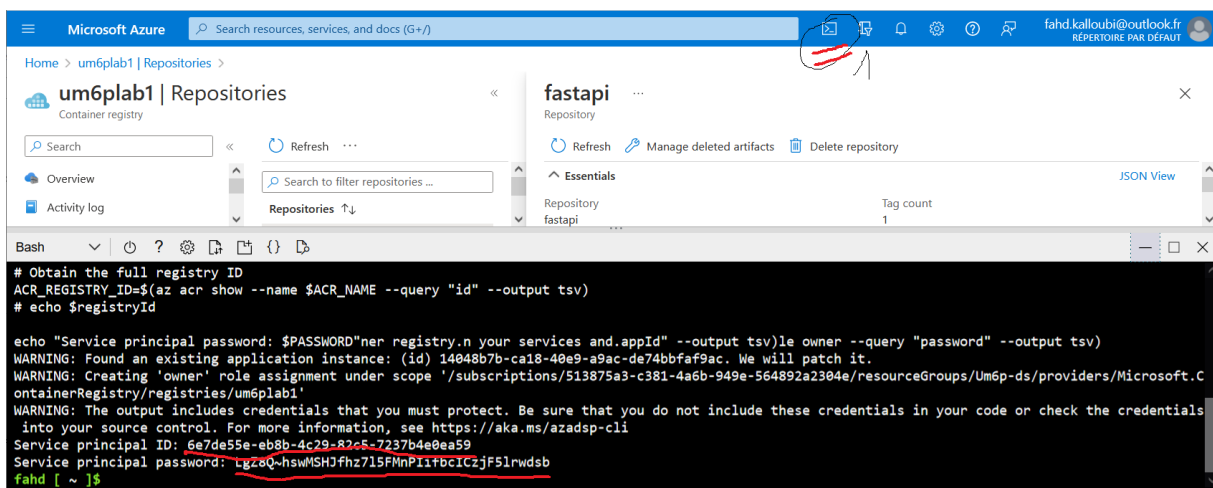 Microsoft Azure
Search resources, services, and docs (G+/)
fahd.kalloubi@outlook.fr
RÉPERTOIRE PAR DÉFAUT
1
Home > um6plab1 | Repositories >
um6plab1 | Repositories
Container registry
«
fastapi
...
Repository
Search
«
Refresh
...
Refresh
Manage deleted artifacts
Delete repository
Overview
Search to filter repositories ...
Essentials
JSON View
Activity log
Repositories ↑↓
Repository
Tag count
fastapi
1
Bash
# Obtain the full registry ID
ACR_REGISTRY_ID=$(az acr show --name $ACR_NAME --query "id" --output tsv)
# echo $registryId
echo "Service principal password: $PASSWORD"ner registry.n your services and.appId" --output tsv)le owner --query "password" --output tsv)
WARNING: Found an existing application instance: (id) 14048b7b-ca18-40e9-a9ac-de74bbfaf9ac. We will patch it.
WARNING: Creating 'owner' role assignment under scope '/subscriptions/513875a3-c381-4a6b-949e-564892a2304e/resourceGroups/Um6p-ds/providers/Microsoft.C
ontainerRegistry/registries/um6plab1'
WARNING: The output includes credentials that you must protect. Be sure that you do not include these credentials in your code or check the credentials
into your source control. For more information, see https://aka.ms/azadsp-cli
Service principal ID: 6e7de55e-eb8b-4c29-82c5-7237b4e0ea59
Service principal password:
fahd [ ~ ]$